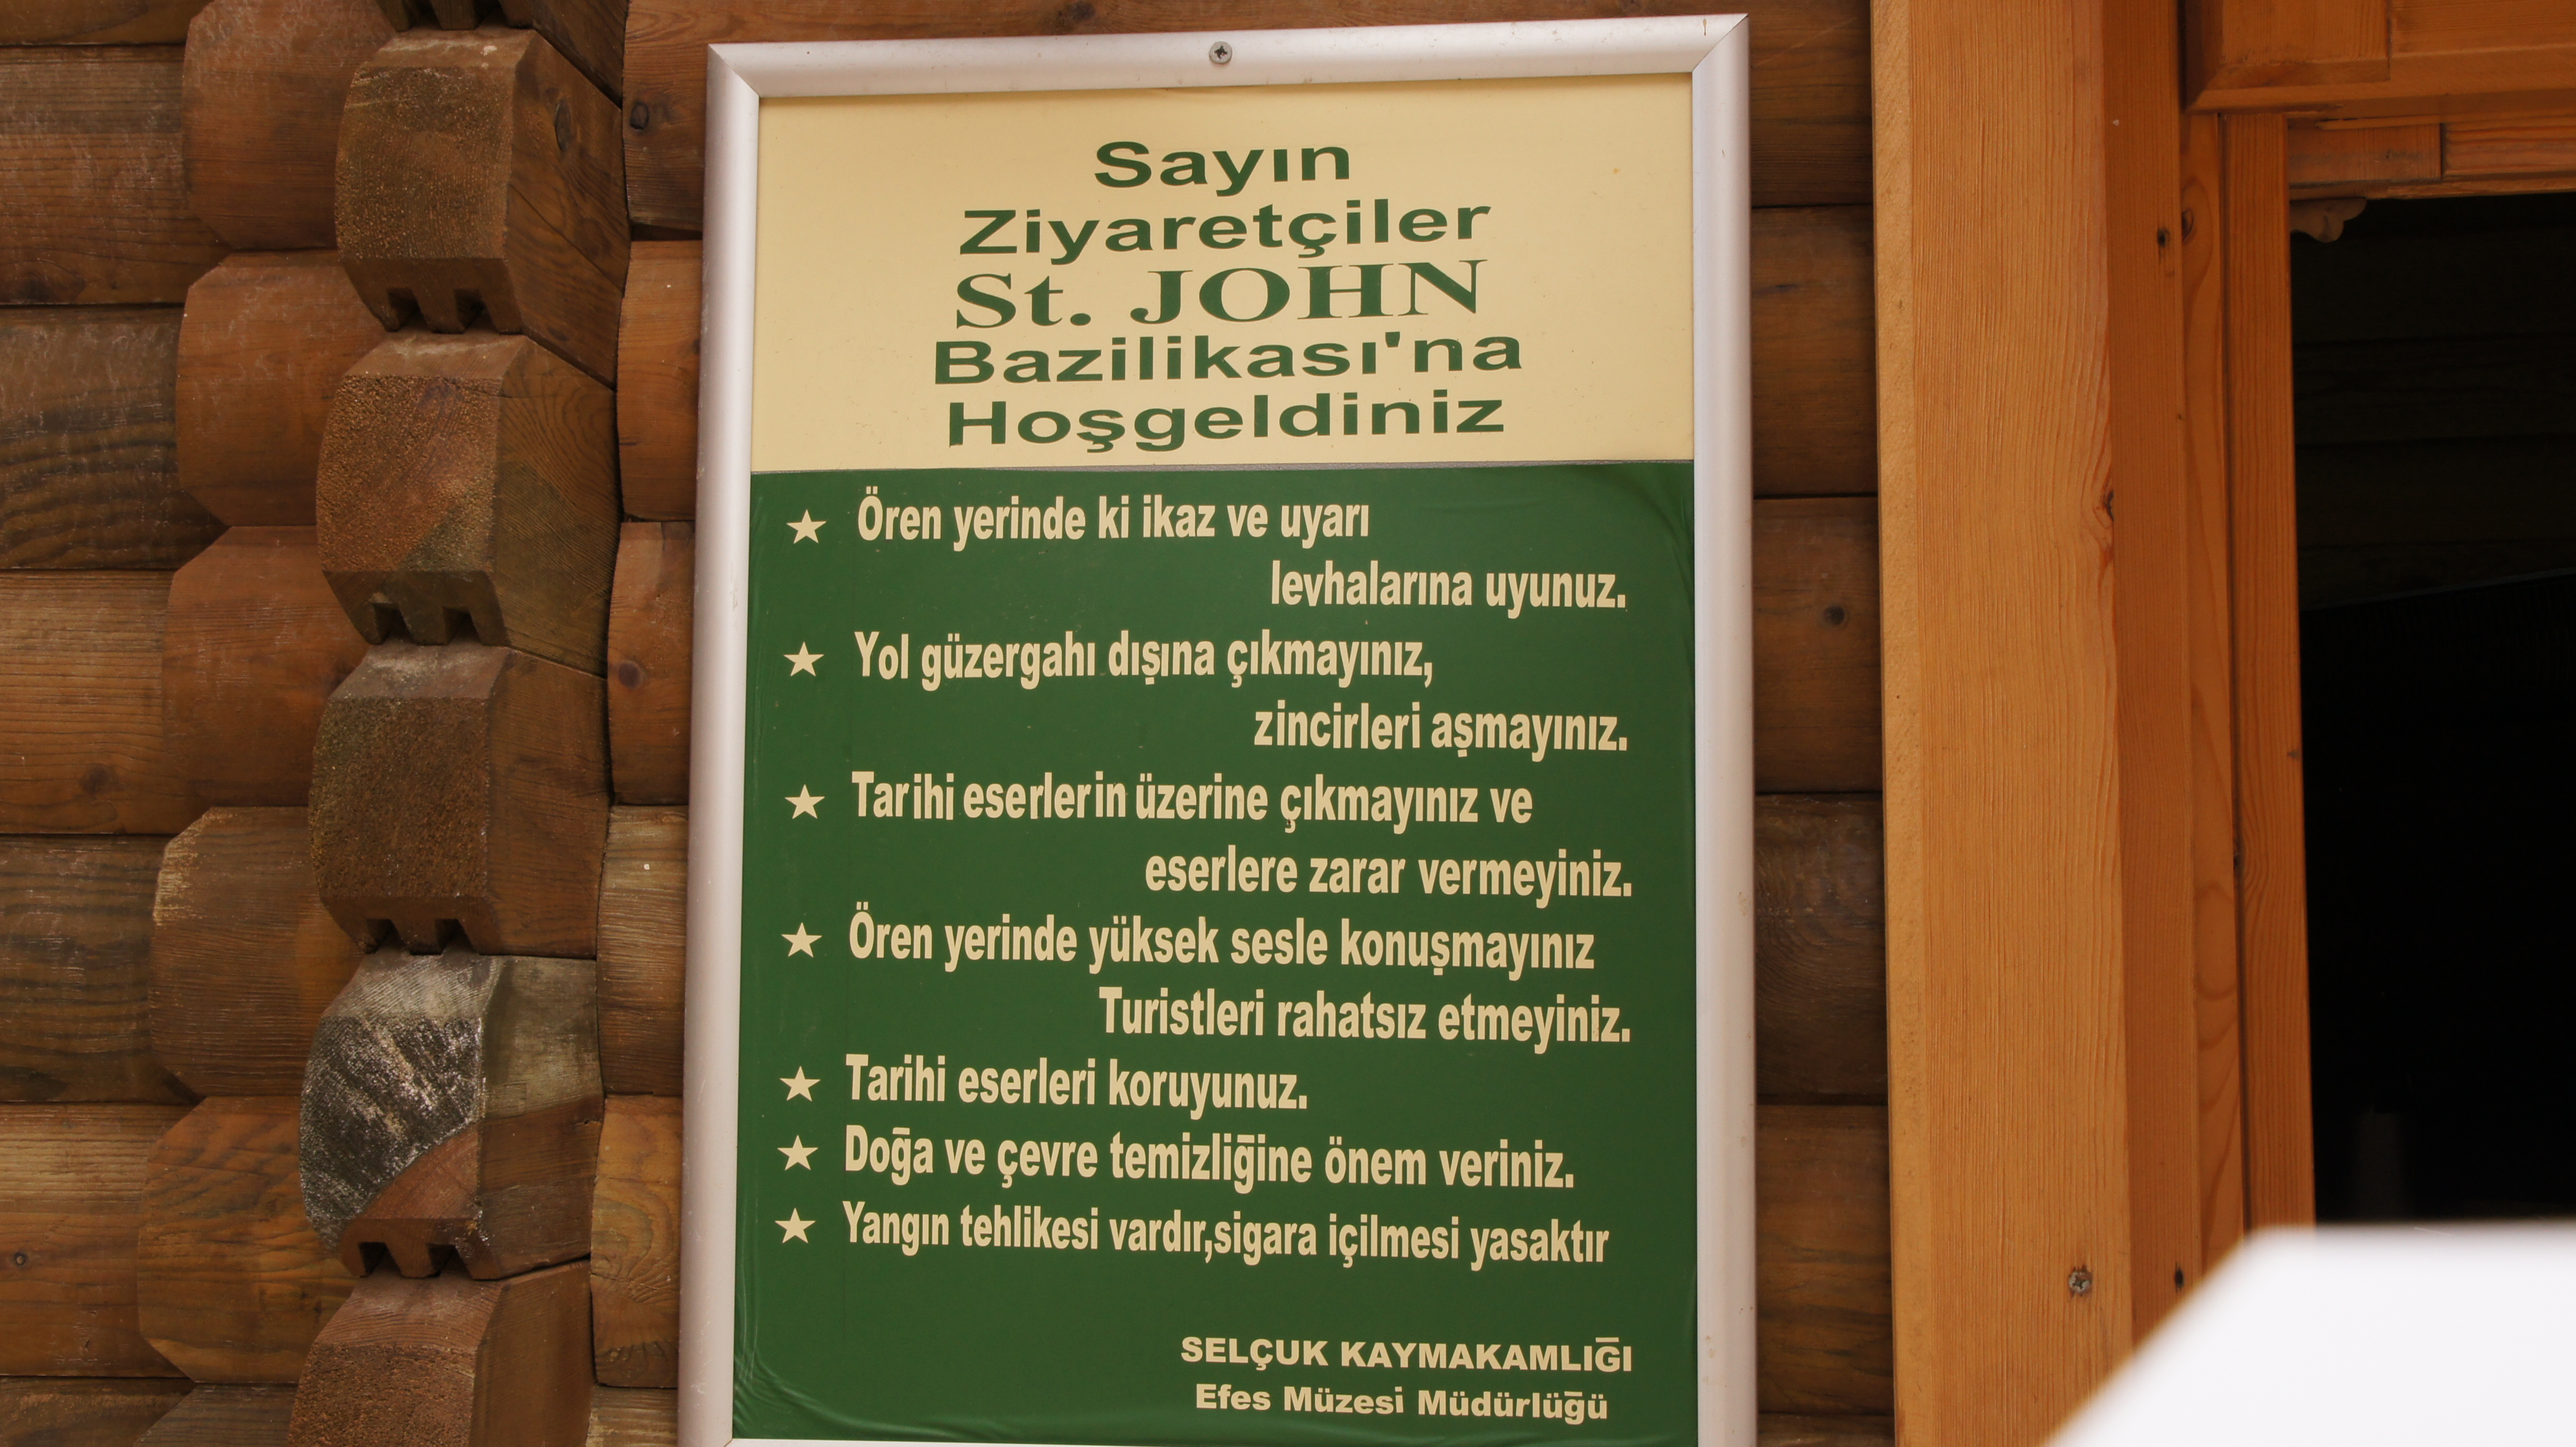 Sayın
Ziyaretçiler
St. JOHN
Bazilikası'na
Hoşgeldiniz
★ Ören yerinde ki ikaz ve uyarı
levhalarına uyunuz.
★ Yol güzergahı dışına çıkmayınız,
zincirleri aşmayınız.
★ Tarihi eserlerin üzerine çıkmayınız ve
eserlere zarar vermeyiniz.
★ Ören yerinde yüksek sesle konuşmayınız
Turistleri rahatsız etmeyiniz.
★ Tarihi eserleri koruyunuz.
★ Doğa ve çevre temizliğine önem veriniz.
★ Yangın tehlikesi vardır,sigara içilmesi yasaktır
SELÇUK KAYMAKAMLIĞI
Efes Müzesi Müdürlüğü